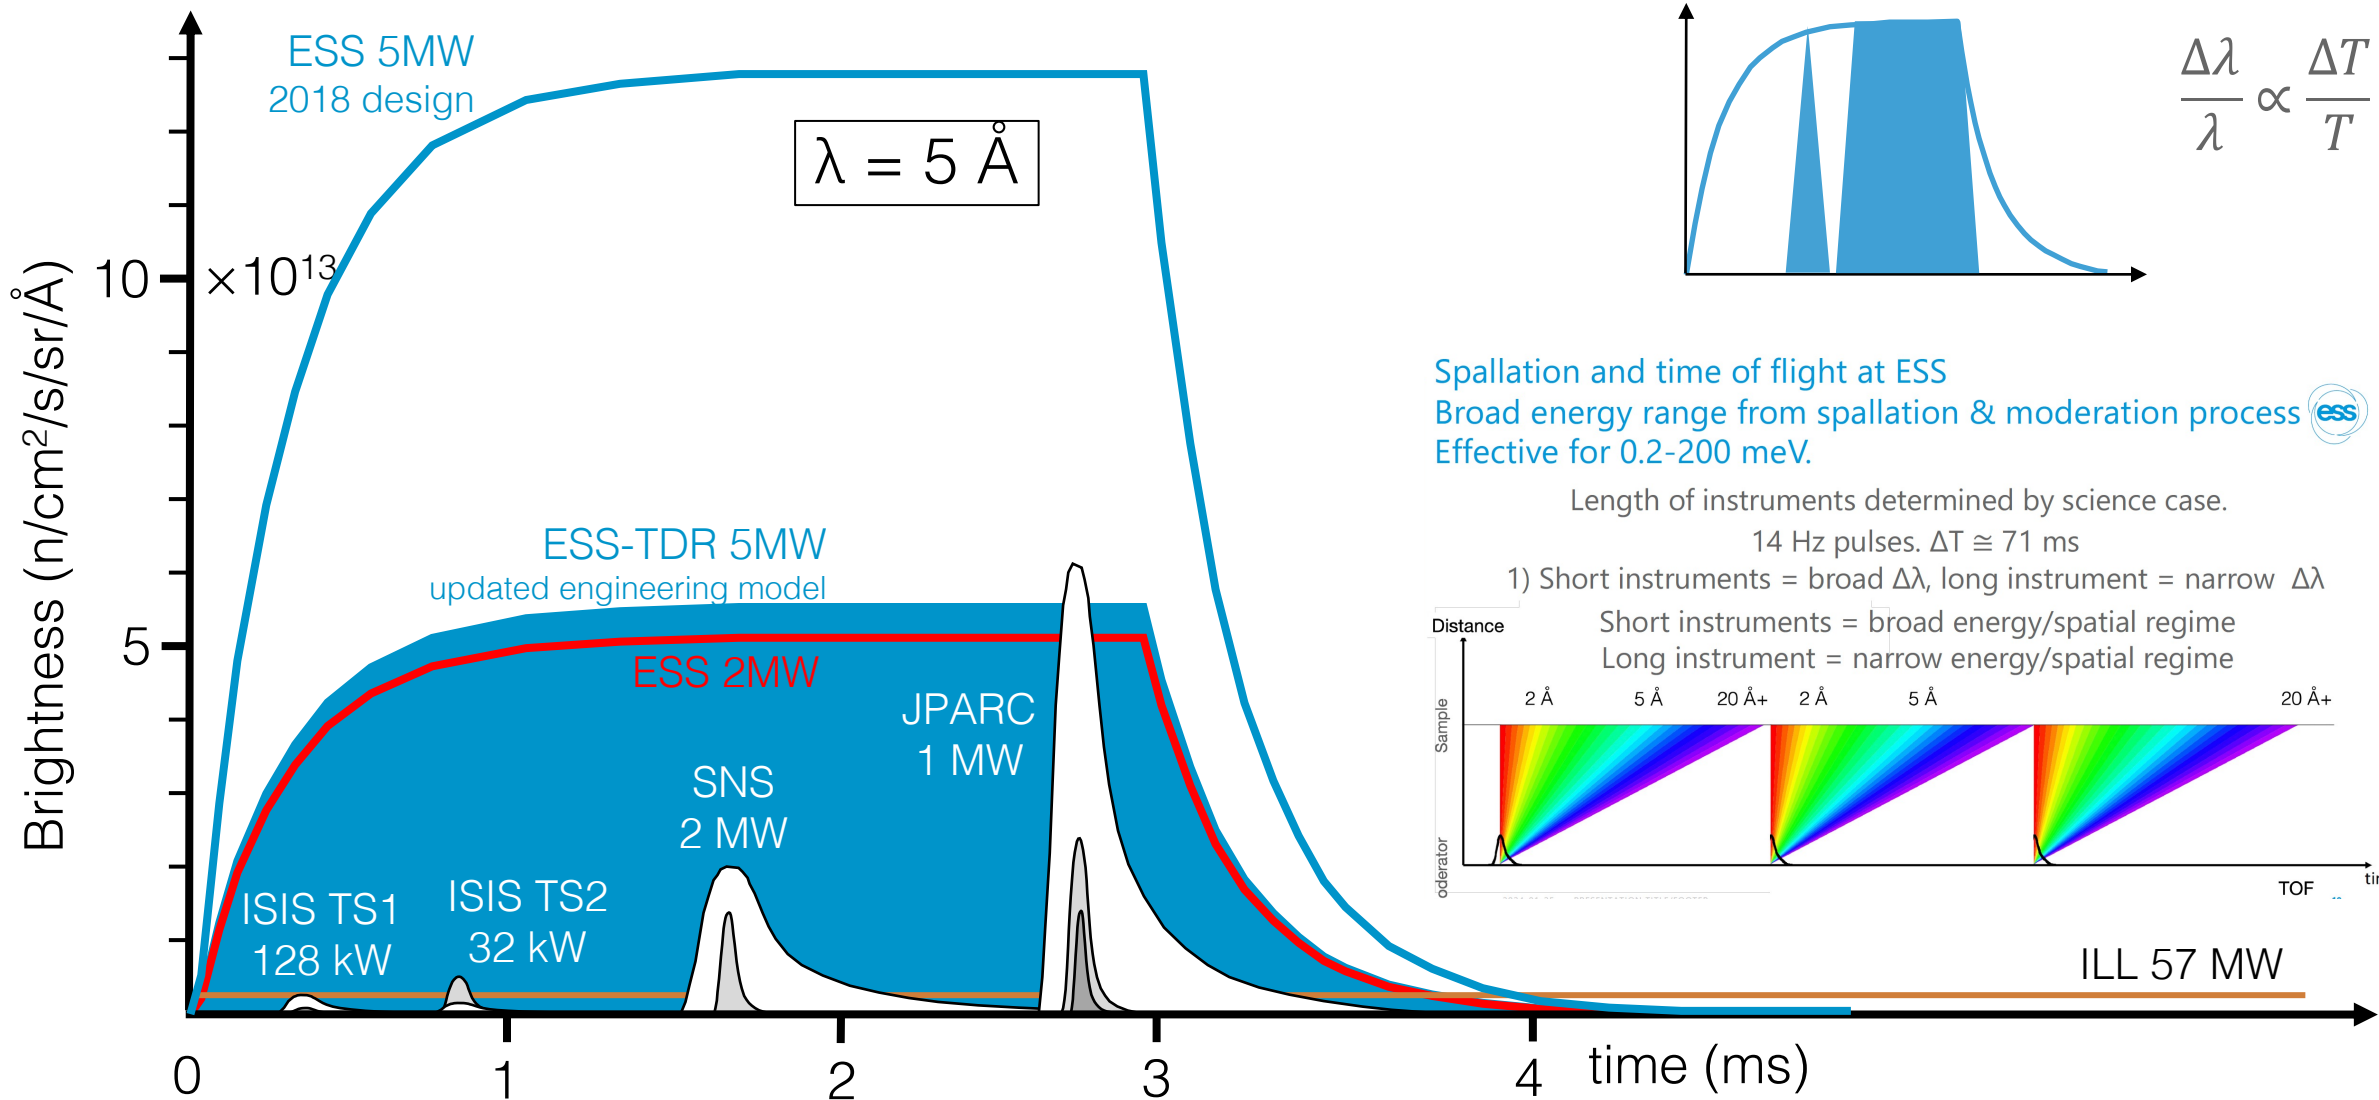 ESS 5MW
2018 design
λ = 5 Å
Δλ/λ ∝ ΔT/T
Brightness (n/cm²/s/sr/Å)
10
×10¹³
5
ESS-TDR 5MW
updated engineering model
ESS 2MW
JPARC
1 MW
SNS
2 MW
ISIS TS1
128 kW
ISIS TS2
32 kW
0
1
2
3
4
time (ms)
ILL 57 MW
Spallation and time of flight at ESS
Broad energy range from spallation & moderation process
ess
Effective for 0.2-200 meV.
Length of instruments determined by science case.
14 Hz pulses. ΔT ≅ 71 ms
1) Short instruments = broad Δλ, long instrument = narrow Δλ
Short instruments = broad energy/spatial regime
Long instrument = narrow energy/spatial regime
Distance
2 Å 5 Å 20 Å+ 2 Å 5 Å 20 Å+
Sample
oderator
tir
TOF